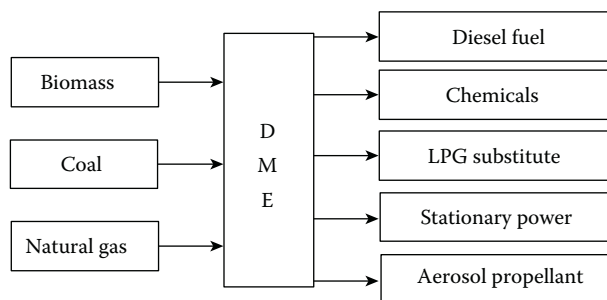 Biomass
Coal
Natural gas
D
M
E
Diesel fuel
Chemicals
LPG substitute
Stationary power
Aerosol propellant